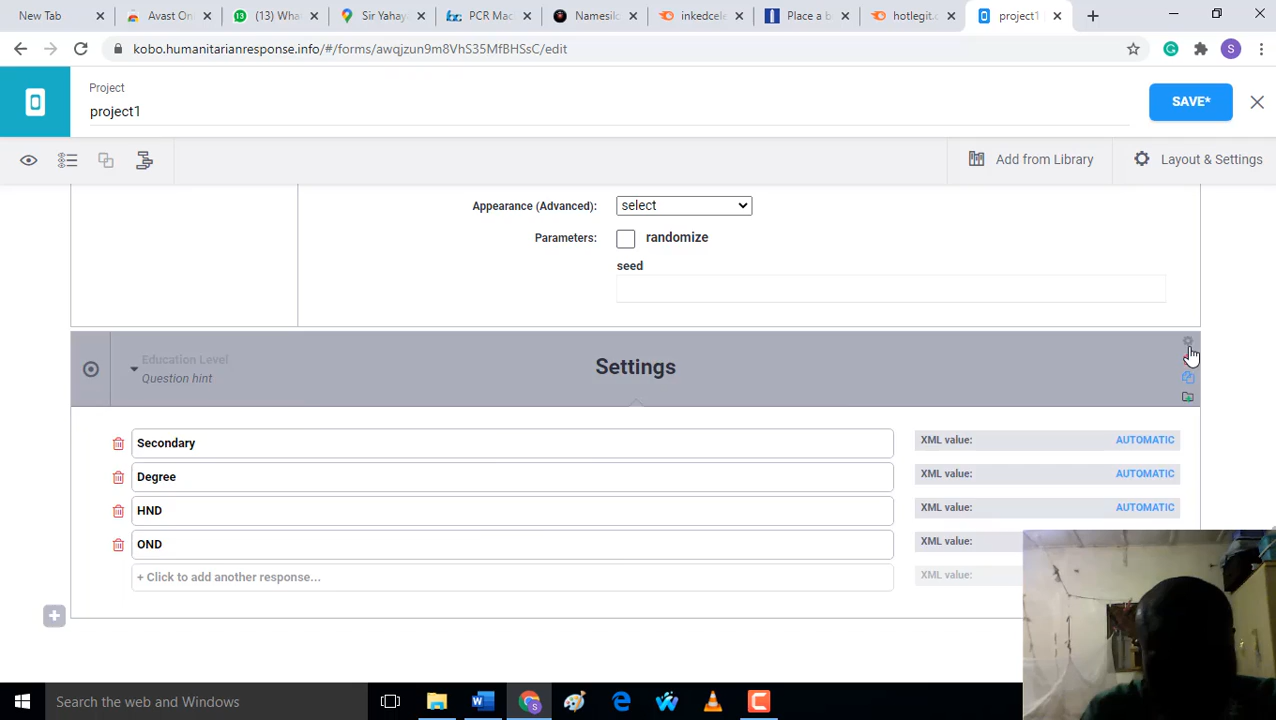 New Tab
Avast On
(13) Wha
Sir Yahay
PCR Mac
Namesilo
inkedcele
Place a B
hotlegit.c
project1
kobo.humanitarianresponse.info/#/forms/awqjzun9m8VhS35MfBHSsC/edit
S
Project
project1
SAVE*
Add from Library
Layout & Settings
Appearance (Advanced):
select
Parameters:
randomize
seed
Education Level
Question hint
Settings
Secondary
XML value:
AUTOMATIC
Degree
XML value:
AUTOMATIC
HND
XML value:
AUTOMATIC
OND
XML value:
+ Click to add another response...
XML value:
Search the web and Windows